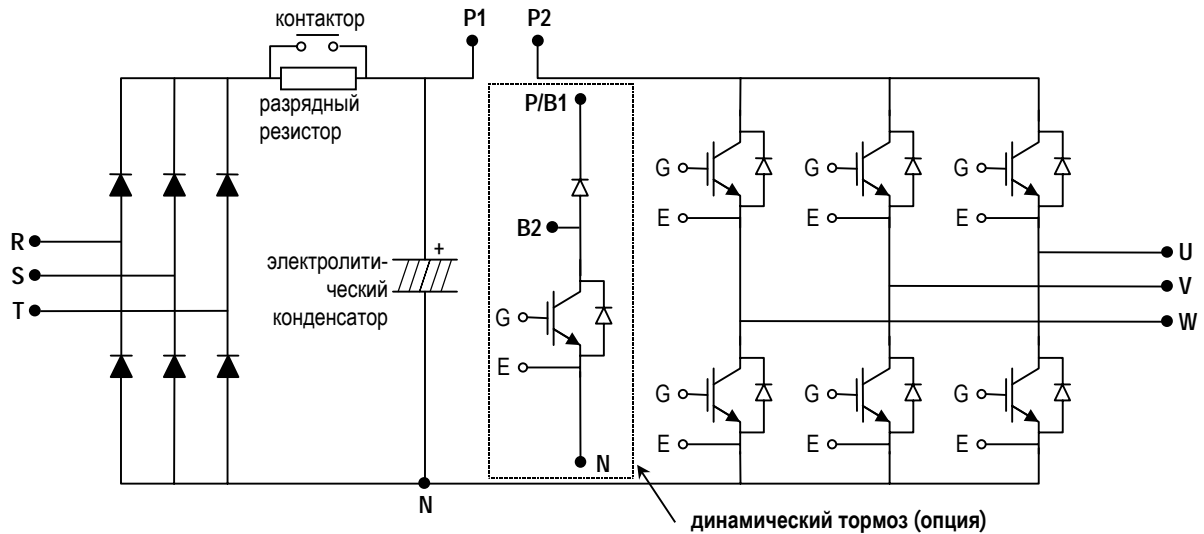 контактор
P1
P2
разрядный
резистор
P/B1
G
G
G
R
B2
E
E
E
U
S
электролити-
ческий
конденсатор
+
V
T
G
W
E
G
G
G
E
E
E
N
N
динамический тормоз (опция)